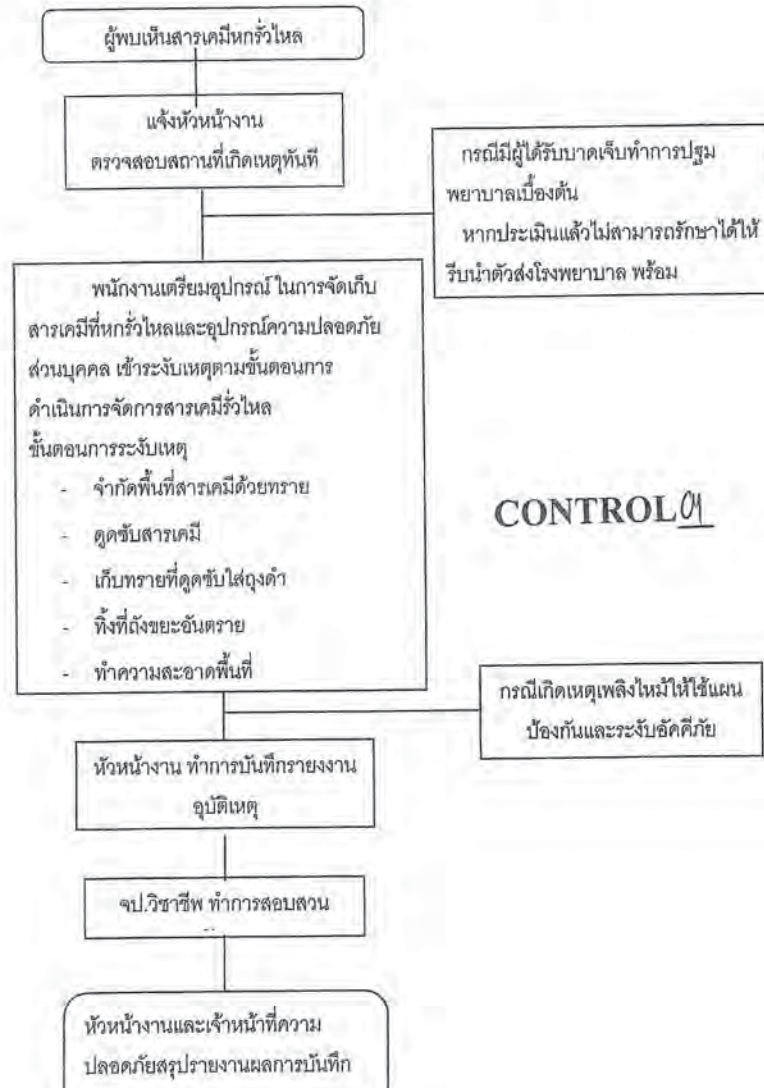 ผู้พบเห็นสารเคมีหกรั่วไหล
แจ้งหัวหน้างาน
ตรวจสอบสถานที่เกิดเหตุทันที
กรณีมีผู้ได้รับบาดเจ็บทำการปฐม
พยาบาลเบื้องต้น
หากประเมินแล้วไม่สามารถรักษาได้ให้
รีบนำตัวส่งโรงพยาบาล พร้อม
พนักงานเตรียมอุปกรณ์ ในการจัดเก็บ
สารเคมีที่หกรั่วไหลและอุปกรณ์ความปลอดภัย
ส่วนบุคคล เข้าระงับเหตุตามขั้นตอนการ
ดำเนินการจัดการสารเคมีรั่วไหล
ขั้นตอนการระงับเหตุ
- จำกัดพื้นที่สารเคมีด้วยทราย
- ดูดซับสารเคมี
- เก็บทรายที่ดูดซับใส่ถุงดำ
- ทิ้งที่ถังขยะอันตราย
- ทำความสะอาดพื้นที่
CONTROL 01
กรณีเกิดเหตุเพลิงไหม้ให้ใช้แผน
ป้องกันและระงับอัคคีภัย
หัวหน้างาน ทำการบันทึกรายงงาน
อุบัติเหตุ
จป.วิชาชีพ ทำการสอบสวน
หัวหน้างานและเจ้าหน้าที่ความ
ปลอดภัยสรุปรายงานผลการบันทึก